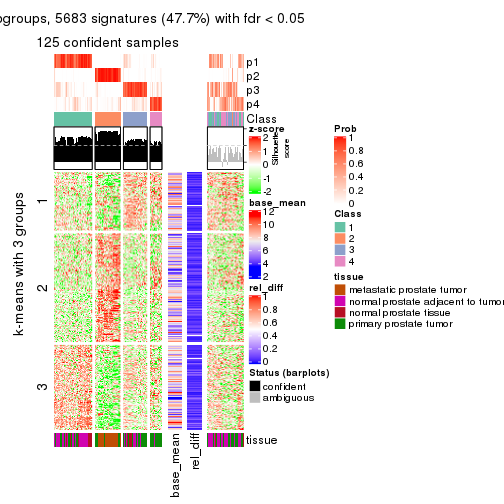 ogroups, 5683 signatures (47.7%) with fdr < 0.05
125 confident samples
p1
p2
p3
p4
Class
Silhouette
score
1
2
3
k-means with 3 groups
tissue
base_mean
rel_diff
z-score
2
1
0
-1
-2
base_mean
12
10
8
6
4
2
rel_diff
1
0.8
0.6
0.4
0.2
0
Status (barplots)
confident
ambiguous
Prob
1
0.8
0.6
0.4
0.2
0
Class
1
2
3
4
tissue
metastatic prostate tumor
normal prostate adjacent to tumor
normal prostate tissue
primary prostate tumor